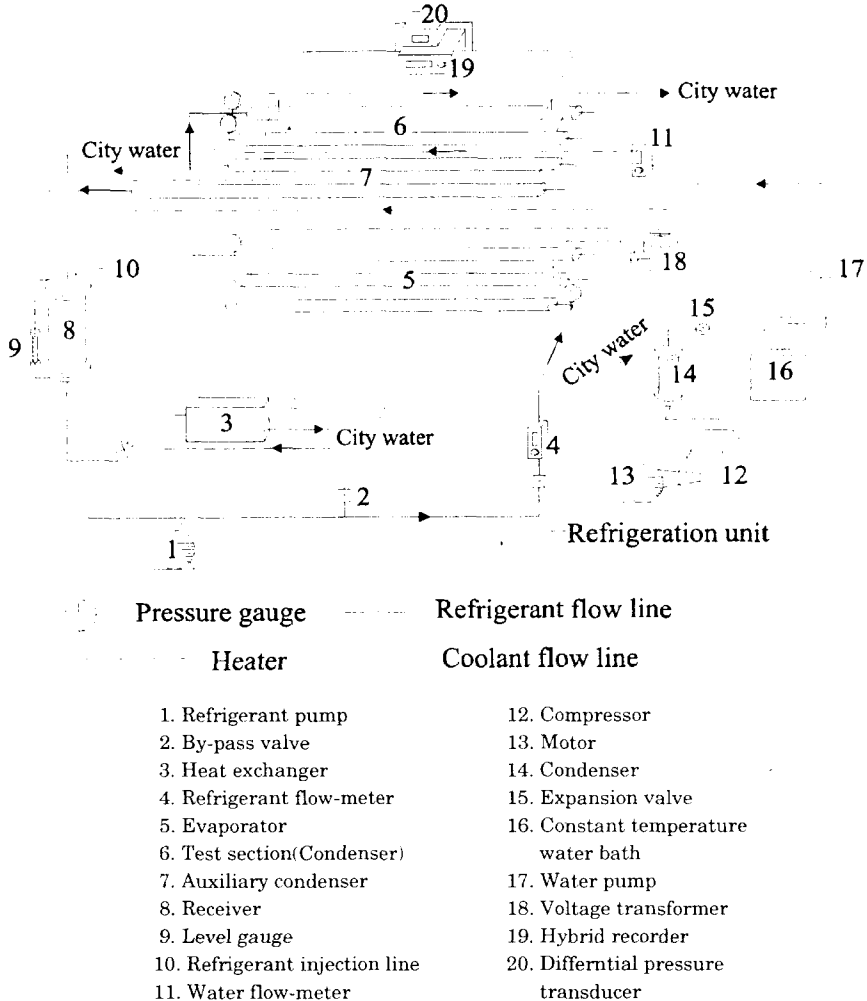 20
19
City water
6
11
City water
7
10
18
17
5
15
9
8
City water
14
16
3
City water
4
13
12
2
1
Refrigeration unit
Pressure gauge
Refrigerant flow line
Heater
Coolant flow line
1. Refrigerant pump
2. By-pass valve
3. Heat exchanger
4. Refrigerant flow-meter
5. Evaporator
6. Test section(Condenser)
7. Auxiliary condenser
8. Receiver
9. Level gauge
10. Refrigerant injection line
11. Water flow-meter
12. Compressor
13. Motor
14. Condenser
15. Expansion valve
16. Constant temperature
water bath
17. Water pump
18. Voltage transformer
19. Hybrid recorder
20. Differntial pressure
transducer